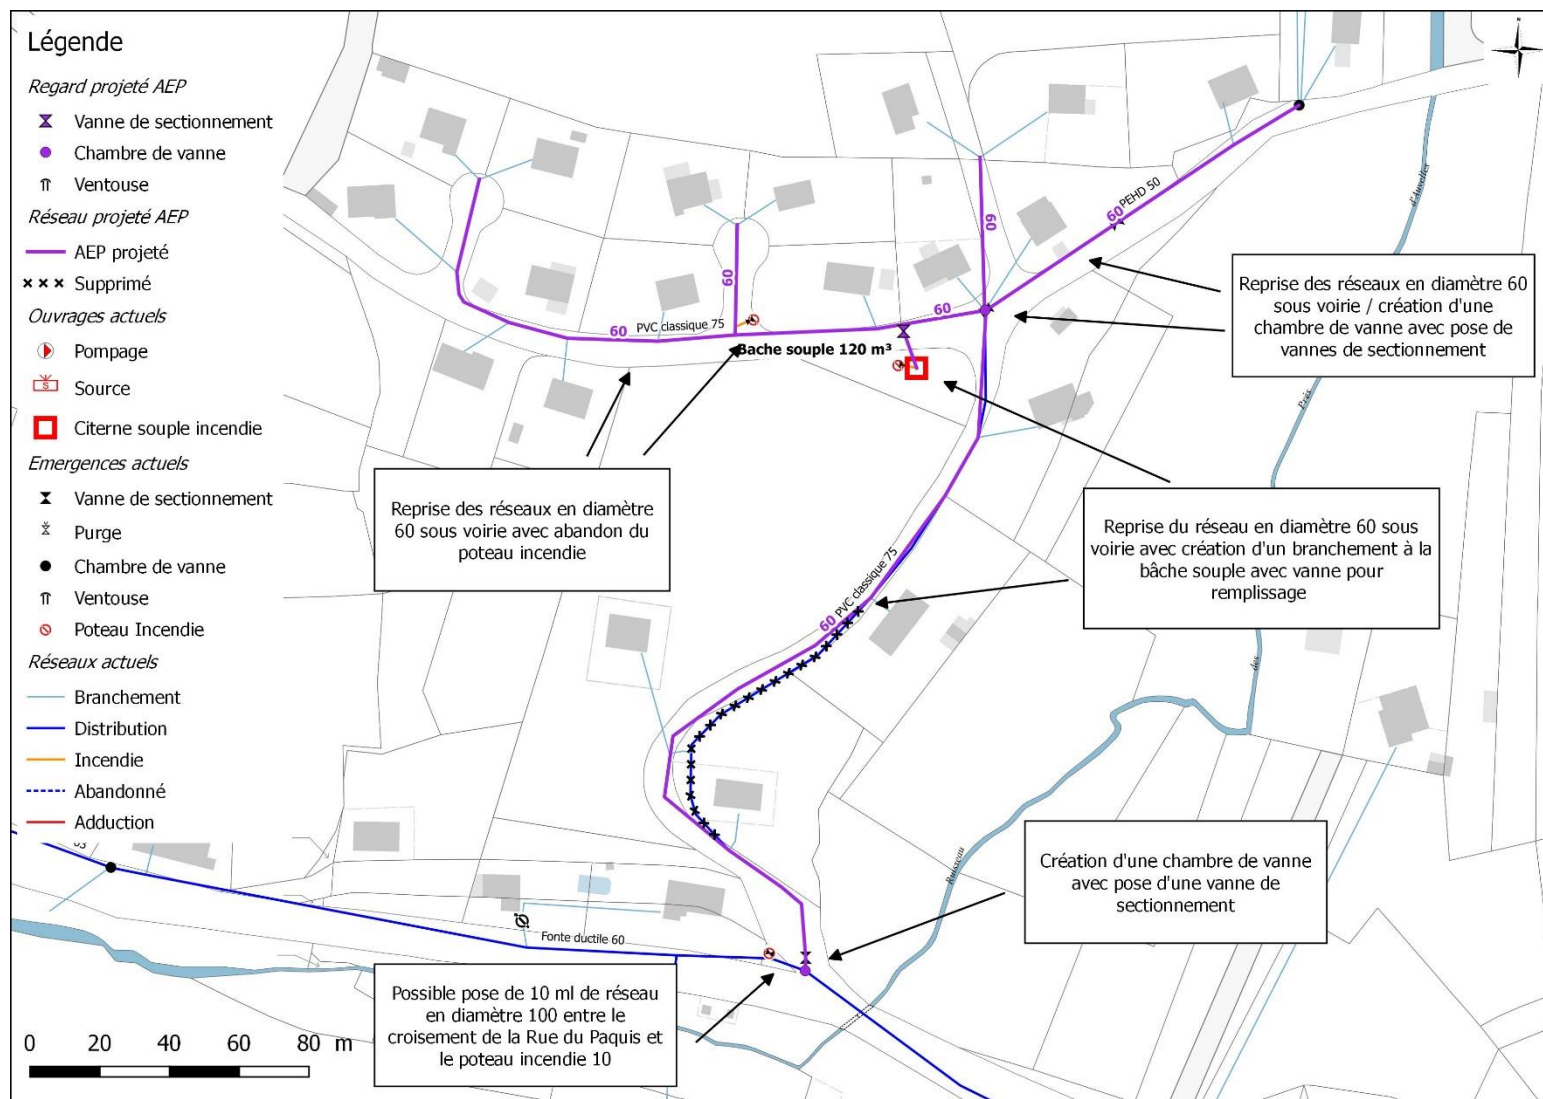 Légende
Regard projeté AEP
Vanne de sectionnement
Chambre de vanne
Ventouse
Réseau projeté AEP
AEP projeté
Supprimé
Ouvrages actuels
Pompage
S
Source
Citerne souple incendie
Emergences actuels
Vanne de sectionnement
Purge
Chambre de vanne
Ventouse
Poteau Incendie
Réseaux actuels
Branchement
Distribution
Incendie
Abandonné
Adduction
0 20 40 60 80 m
N
60
PEHD 50
60
60
60
PVC classique 75
60
Bache souple 120 m³
60
PVC classique 75
Fonte ductile 60
Ruisseau
des
Prés
d'Auvelles
Reprise des réseaux en diamètre 60
sous voirie / création d'une
chambre de vanne avec pose de
vannes de sectionnement
Reprise des réseaux en diamètre
60 sous voirie avec abandon du
poteau incendie
Reprise du réseau en diamètre 60 sous
voirie avec création d'un branchement à la
bâche souple avec vanne pour
remplissage
Création d'une chambre de vanne
avec pose d'une vanne de
sectionnement
Possible pose de 10 ml de réseau
en diamètre 100 entre le
croisement de la Rue du Paquis et
le poteau incendie 10